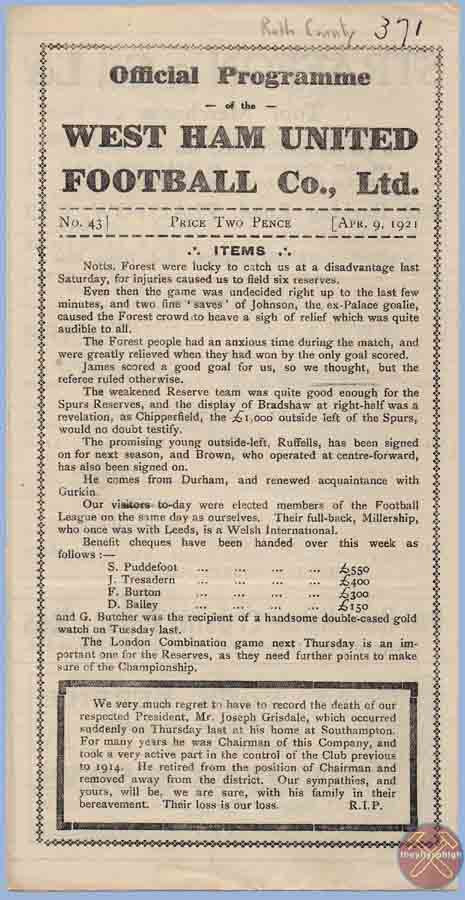 Roth County 371
Official Programme
— of the —
WEST HAM UNITED
FOOTBALL Co., Ltd.
No. 43] PRICE TWO PENCE [APR. 9, 1921
.·. ITEMS .·.
Notts. Forest were lucky to catch us at a disadvantage last
Saturday, for injuries caused us to field six reserves.
Even then the game was undecided right up to the last few
minutes, and two fine ' saves' of Johnson, the ex-Palace goalie,
caused the Forest crowd to heave a sigh of relief which was quite
audible to all.
The Forest people had an anxious time during the match, and
were greatly relieved when they had won by the only goal scored.
James scored a good goal for us, so we thought, but the
referee ruled otherwise.
The weakened Reserve team was quite good enough for the
Spurs Reserves, and the display of Bradshaw at right-half was a
revelation, as Chipperfield, the £1,000 outside left of the Spurs,
would no doubt testify.
The promising young outside-left, Ruffells, has been signed
on for next season, and Brown, who operated at centre-forward,
has also been signed on.
He comes from Durham, and renewed acquaintance with
Gurkin.
Our visitors to-day were elected members of the Football
League on the same day as ourselves. Their full-back, Millership,
who once was with Leeds, is a Welsh International.
Benefit cheques have been handed over this week as
follows :—
S. Puddefoot ... ... ... ... £550
J. Tresadern ... ... ... ... £400
F. Burton ... ... ... ... £300
D. Bailey ... ... ... ... £150
and G. Butcher was the recipient of a handsome double-cased gold
watch on Tuesday last.
The London Combination game next Thursday is an im-
portant one for the Reserves, as they need further points to make
sure of the Championship.
We very much regret to have to record the death of our
respected President, Mr. Joseph Grisdale, which occurred
suddenly on Thursday last at his home at Southampton.
For many years he was Chairman of this Company, and
took a very active part in the control of the Club previous
to 1914. He retired from the position of Chairman and
removed away from the district. Our sympathies, and
yours, will be, we are sure, with his family in their
bereavement. Their loss is our loss. R.I.P.
theyflysohigh